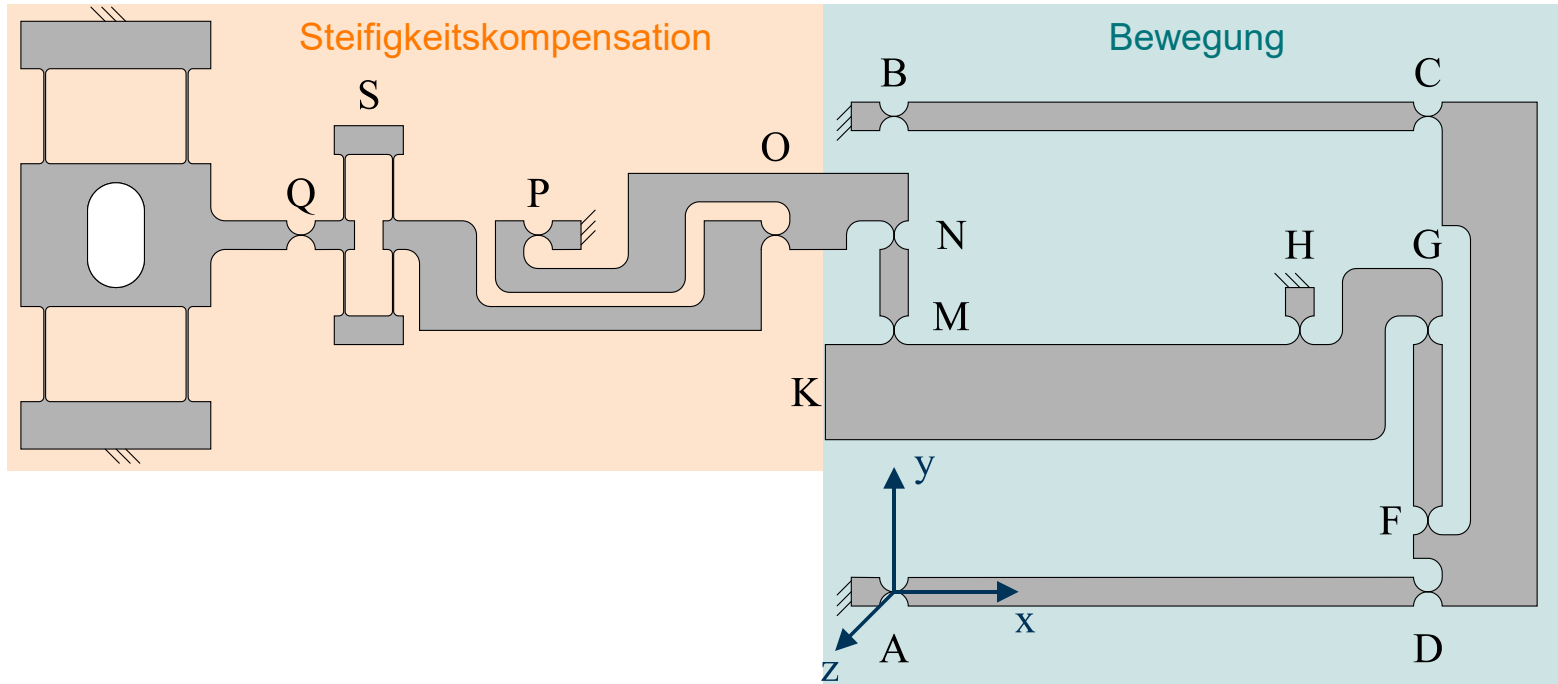 Steifigkeitskompensation
Bewegung
B
C
S
O
Q
P
N
H
G
M
K
y
F
x
A
D
z